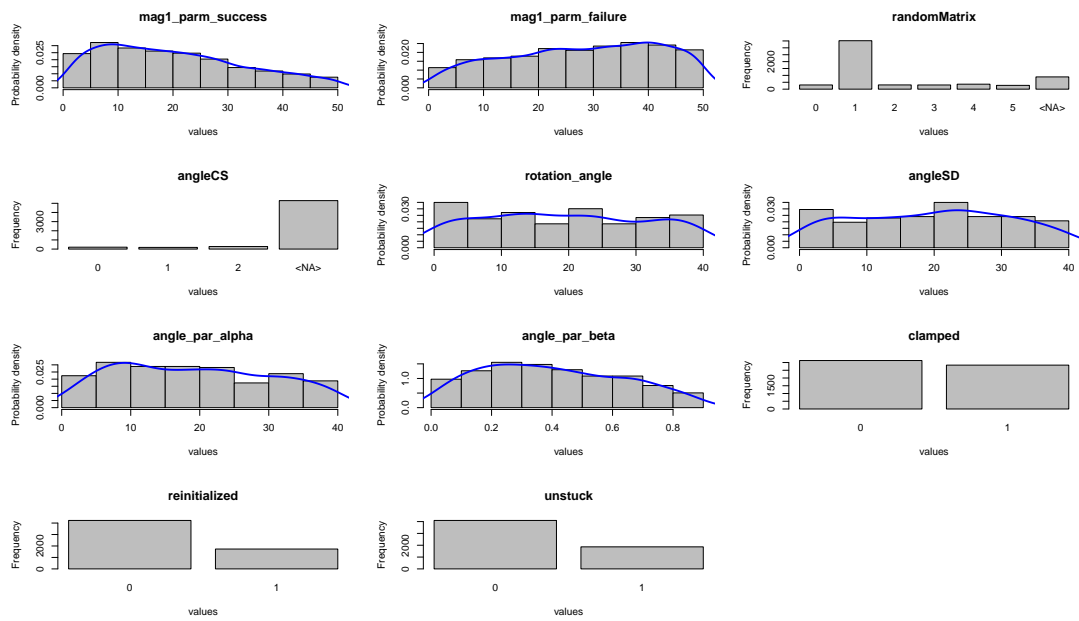 mag1_parm_success
Probability density
0.000 0.025
0 10 20 30 40 50
values
mag1_parm_failure
Probability density
0.000 0.020
0 10 20 30 40 50
values
randomMatrix
Frequency
0 2000
0 1 2 3 4 5 <NA>
values
angleCS
Frequency
0 3000
0 1 2 <NA>
values
rotation_angle
Probability density
0.000 0.030
0 10 20 30 40
values
angleSD
Probability density
0.000 0.030
0 10 20 30 40
values
angle_par_alpha
Probability density
0.000 0.025
0 10 20 30 40
values
angle_par_beta
Probability density
0.0 1.0
0.0 0.2 0.4 0.6 0.8
values
clamped
Frequency
0 1500
0 1
values
reinitialized
Frequency
0 2000
0 1
values
unstuck
Frequency
0 2000
0 1
values